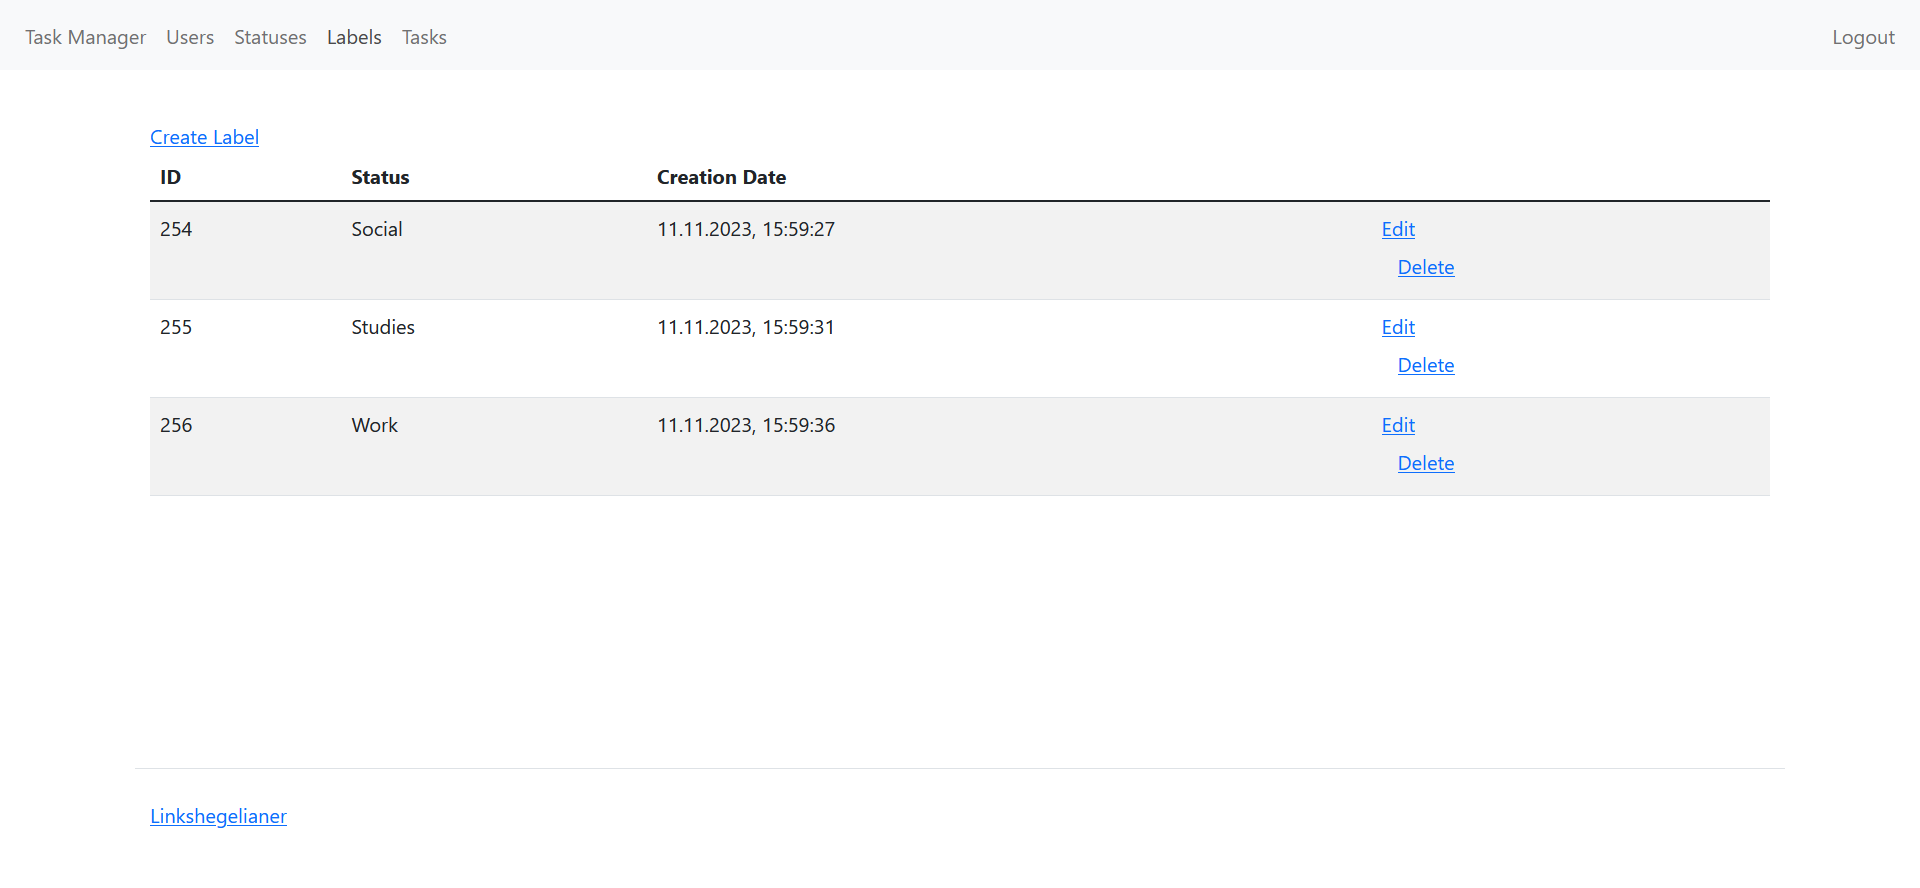 Task Manager Users Statuses Labels Tasks Logout
Create Label
ID Status Creation Date
254 Social 11.11.2023, 15:59:27 Edit
Delete
255 Studies 11.11.2023, 15:59:31 Edit
Delete
256 Work 11.11.2023, 15:59:36 Edit
Delete
Linkshegelianer